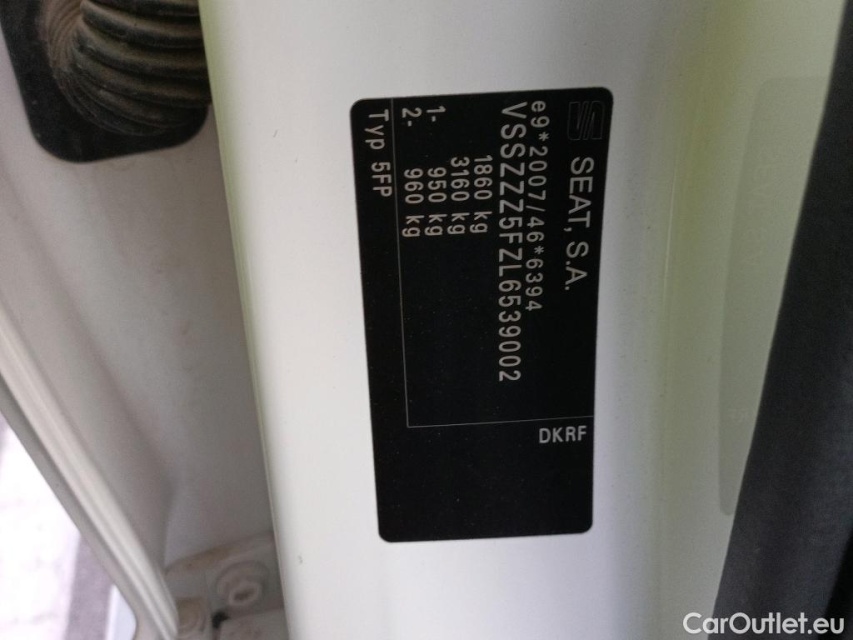 SEAT, S.A.
e9*2007/46*6394
VSSZZZ5FZL6539002
1860 kg
3160 kg
1- 950 kg
2- 960 kg
Typ 5FP
DKRF
CarOutlet.eu